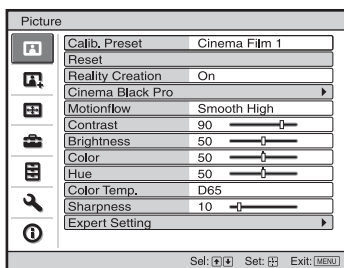 Picture
Calib. Preset Cinema Film 1
Reset
Reality Creation On
Cinema Black Pro
Motionflow Smooth High
Contrast 90
Brightness 50
Color 50
Hue 50
Color Temp. D65
Sharpness 10
Expert Setting
Sel: Set: Exit: MENU